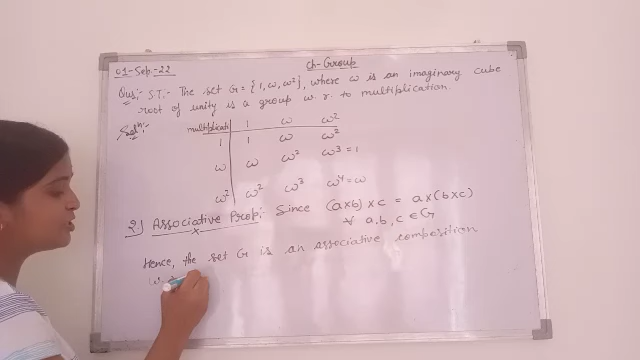 01-Sep-22 Ch-Group
Ques:- S.T.- The set G = {1, ω, ω²}, where ω is an imaginary cube
root of unity is a group w. r. to multiplication.
Solⁿ:-
multiplicati 1 ω ω²
1 1 ω ω²
ω ω ω² ω³ = 1
ω² ω² ω³ ω⁴ = ω
2.) Associative Prop: Since (a×b) × c = a×(b×c)
∀ a, b, c ∈ G
Hence, the set G is an associative composition
w.